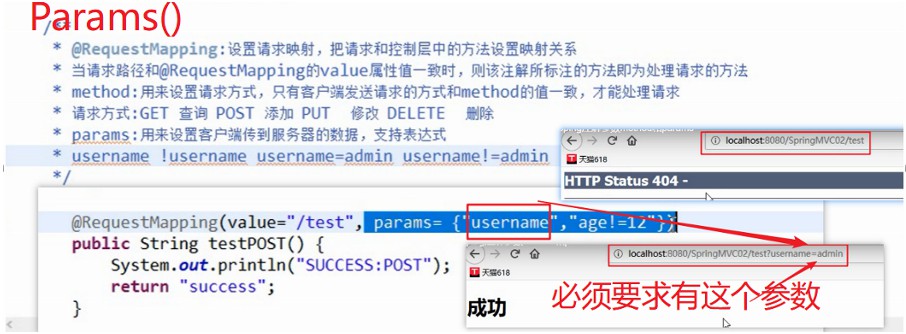 Params()
/**
* @RequestMapping:设置请求映射，把请求和控制层中的方法设置映射关系
* 当请求路径和@RequestMapping的value属性值一致时，则该注解所标注的方法即为处理请求的方法
* method:用来设置请求方式，只有客户端发送请求的方式和method的值一致，才能处理请求
* 请求方式:GET 查询 POST 添加 PUT 修改 DELETE 删除
* params:用来设置客户端传到服务器的数据，支持表达式
* username !username username=admin username!=admin
*/
localhost:8080/SpringMVC02/test
天猫618
HTTP Status 404 -
@RequestMapping(value="/test", params= {"username","age!=12"})
public String testPOST() {
System.out.println("SUCCESS:POST");
return "success";
}
localhost:8080/SpringMVC02/test?username=admin
天猫618
成功
必须要求有这个参数